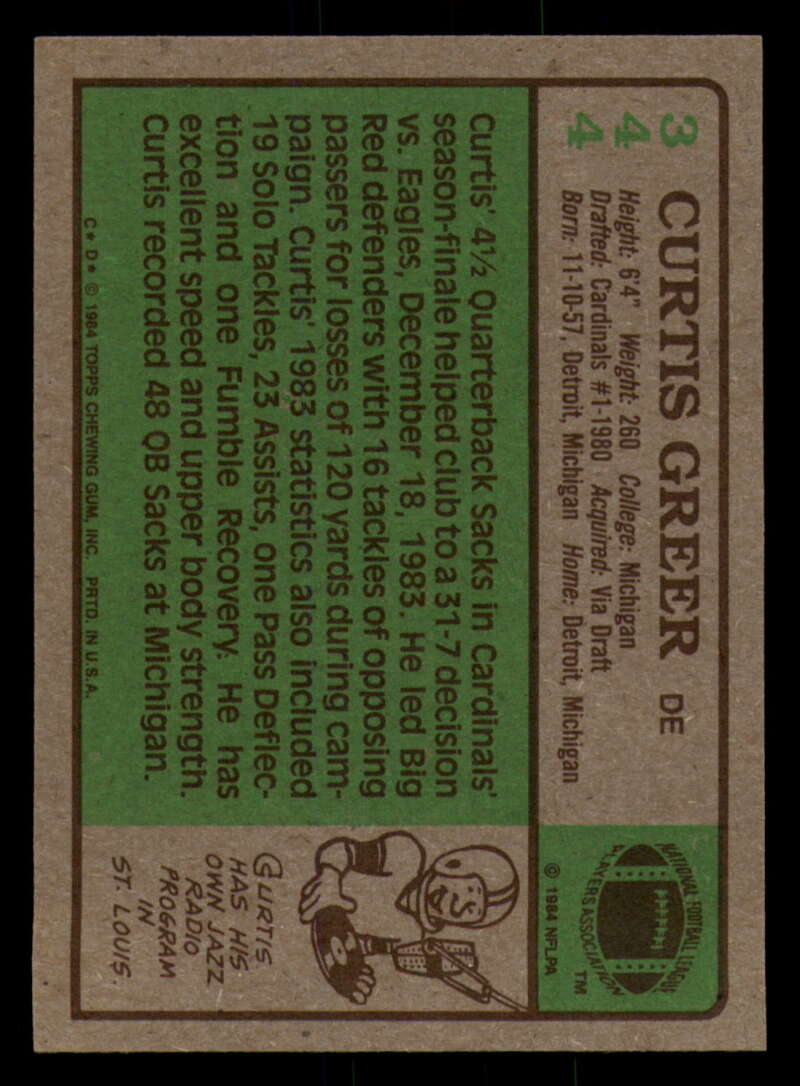 344
CURTIS GREER DE
Height: 6'4" Weight: 260 College: Michigan
Drafted: Cardinals #1-1980 Acquired: Via Draft
Born: 11-10-57, Detroit, Michigan Home: Detroit, Michigan
NATIONAL FOOTBALL LEAGUE
PLAYERS ASSOCIATION
TM
© 1984 NFLPA
Curtis' 4½ Quarterback Sacks in Cardinals'
season-finale helped club to a 31-7 decision
vs. Eagles, December 18, 1983. He led Big
Red defenders with 16 tackles of opposing
passers for losses of 120 yards during cam-
paign. Curtis' 1983 statistics also included
19 Solo Tackles, 23 Assists, one Pass Deflec-
tion and one Fumble Recovery. He has
excellent speed and upper body strength.
Curtis recorded 48 QB Sacks at Michigan.
CURTIS
HAS HIS
OWN JAZZ
RADIO
PROGRAM
IN
ST. LOUIS.
C* D* © 1984 TOPPS CHEWING GUM, INC. PRTD. IN U.S.A.